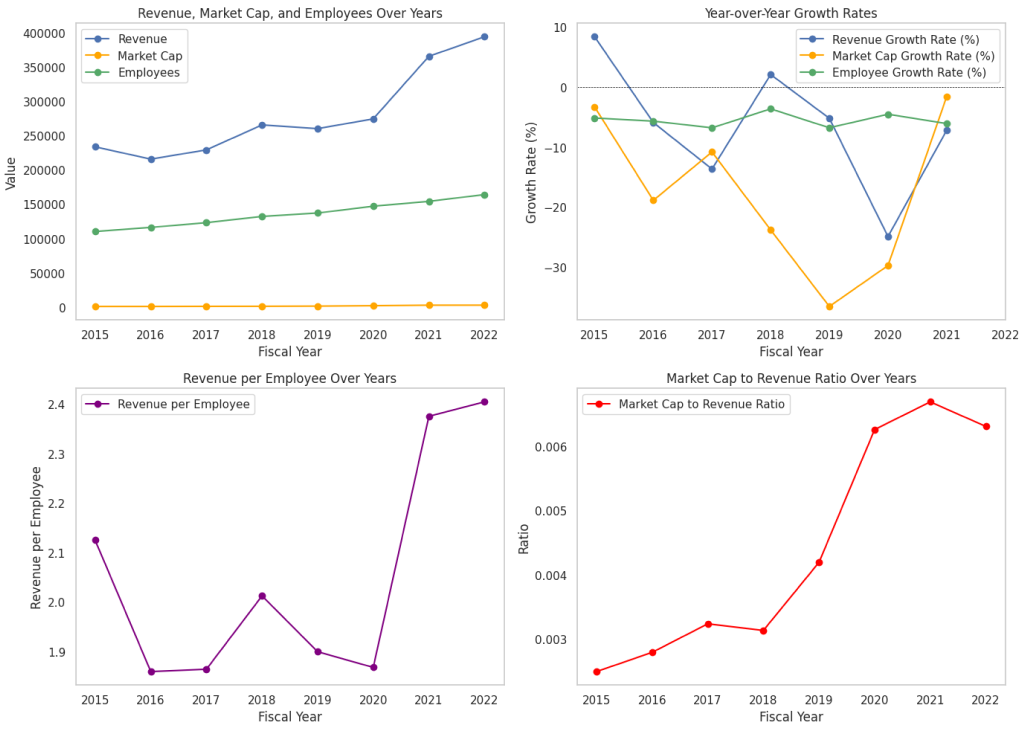 Revenue, Market Cap, and Employees Over Years
Revenue
Market Cap
Employees
400000
350000
300000
250000
200000
150000
100000
50000
0
Value
2015 2016 2017 2018 2019 2020 2021 2022
Fiscal Year
Year-over-Year Growth Rates
Revenue Growth Rate (%)
Market Cap Growth Rate (%)
Employee Growth Rate (%)
10
0
−10
−20
−30
Growth Rate (%)
2015 2016 2017 2018 2019 2020 2021 2022
Fiscal Year
Revenue per Employee Over Years
Revenue per Employee
2.4
2.3
2.2
2.1
2.0
1.9
Revenue per Employee
2015 2016 2017 2018 2019 2020 2021 2022
Fiscal Year
Market Cap to Revenue Ratio Over Years
Market Cap to Revenue Ratio
0.006
0.005
0.004
0.003
Ratio
2015 2016 2017 2018 2019 2020 2021 2022
Fiscal Year